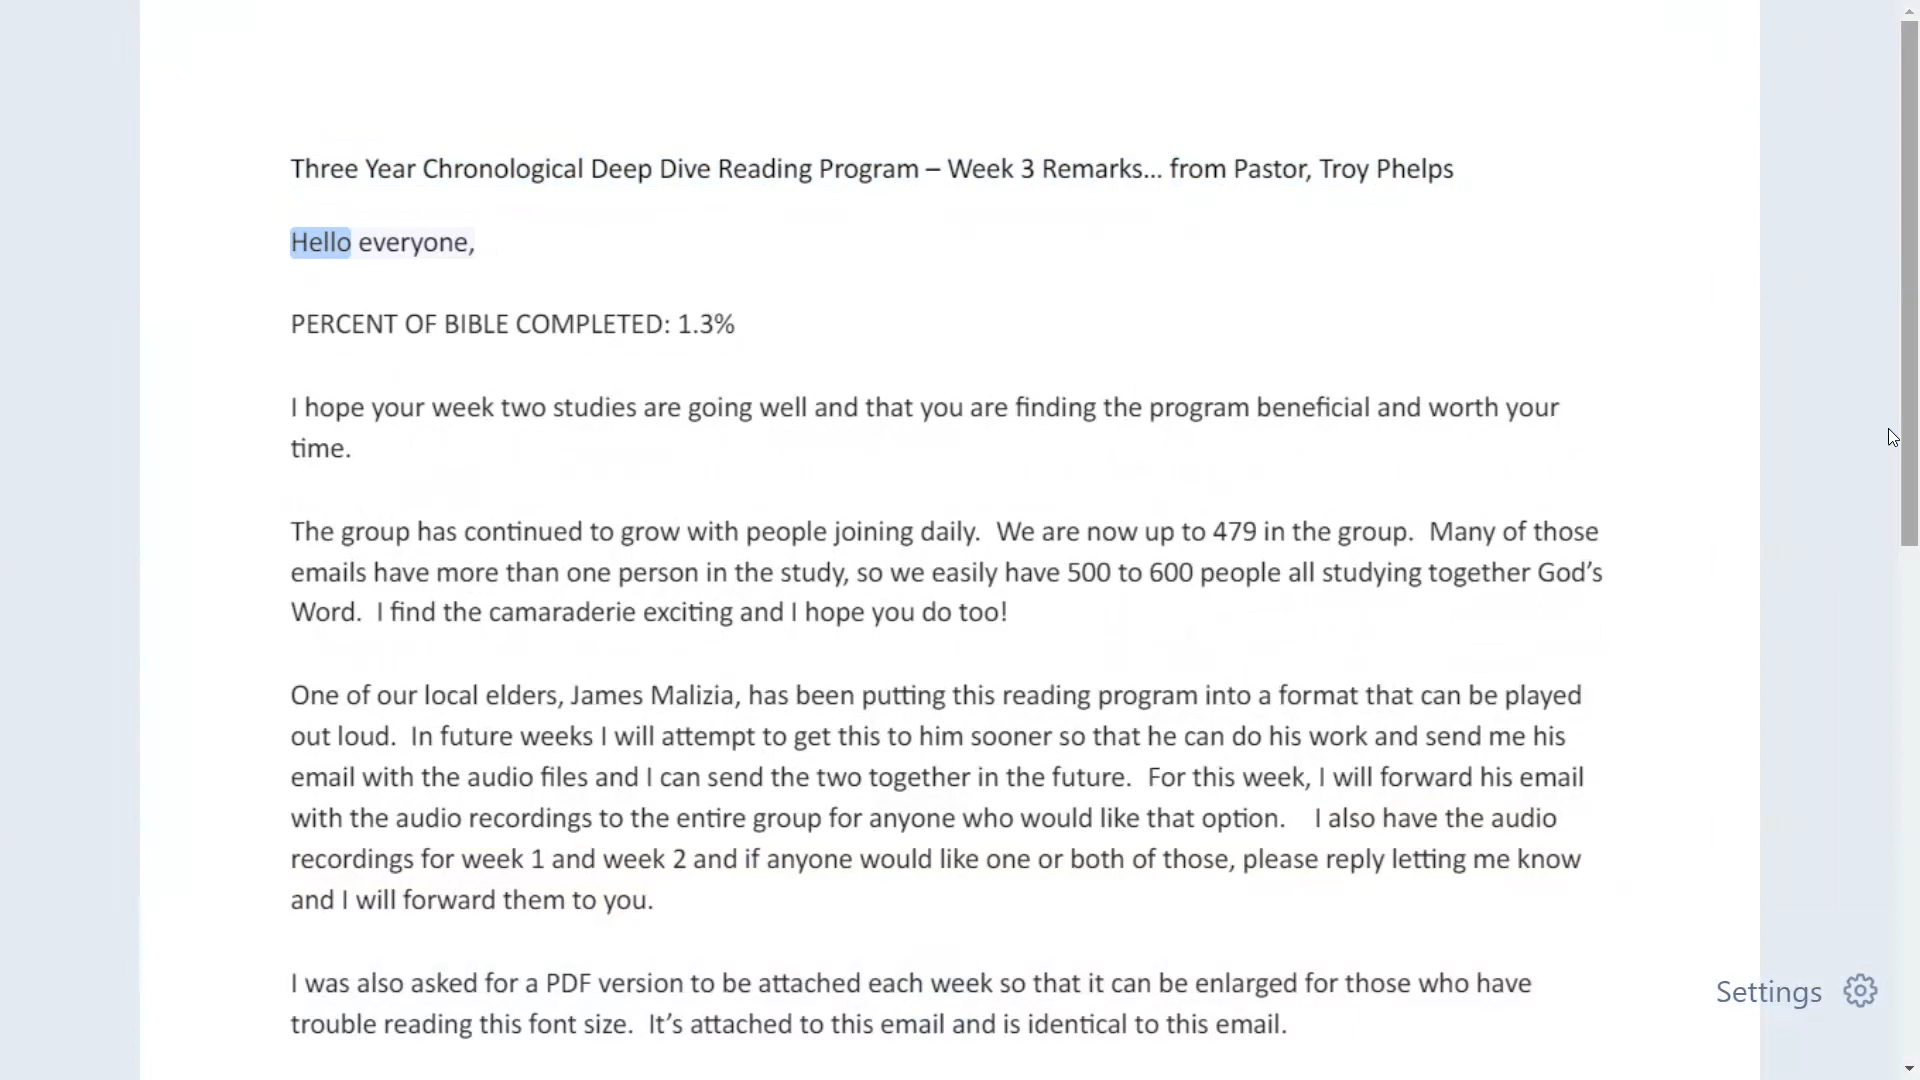 Three Year Chronological Deep Dive Reading Program – Week 3 Remarks... from Pastor, Troy Phelps
Hello everyone,
PERCENT OF BIBLE COMPLETED: 1.3%
I hope your week two studies are going well and that you are finding the program beneficial and worth your
time.
The group has continued to grow with people joining daily.  We are now up to 479 in the group.  Many of those
emails have more than one person in the study, so we easily have 500 to 600 people all studying together God’s
Word.  I find the camaraderie exciting and I hope you do too!
One of our local elders, James Malizia, has been putting this reading program into a format that can be played
out loud.  In future weeks I will attempt to get this to him sooner so that he can do his work and send me his
email with the audio files and I can send the two together in the future.  For this week, I will forward his email
with the audio recordings to the entire group for anyone who would like that option.    I also have the audio
recordings for week 1 and week 2 and if anyone would like one or both of those, please reply letting me know
and I will forward them to you.
I was also asked for a PDF version to be attached each week so that it can be enlarged for those who have
trouble reading this font size.  It’s attached to this email and is identical to this email.
Settings